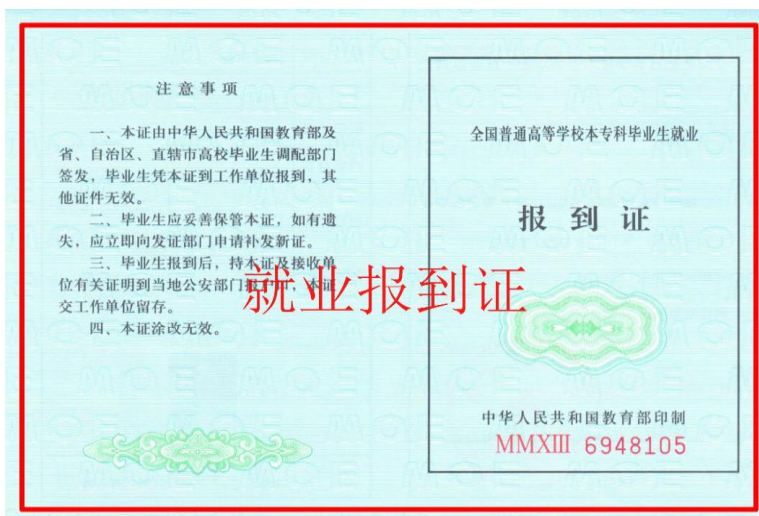 注意事项
一、本证由中华人民共和国教育部及
省、自治区、直辖市高校毕业生调配部门
签发，毕业生凭本证到工作单位报到，其
他证件无效。
二、毕业生应妥善保管本证，如有遗
失，应立即向发证部门申请补发新证。
三、毕业生报到后，持本证及接收单
位有关证明到当地公安部门报户口，本证
交工作单位留存。
四、本证涂改无效。
全国普通高等学校本专科毕业生就业
报到证
就业报到证
中华人民共和国教育部印制
MMXIII 6948105